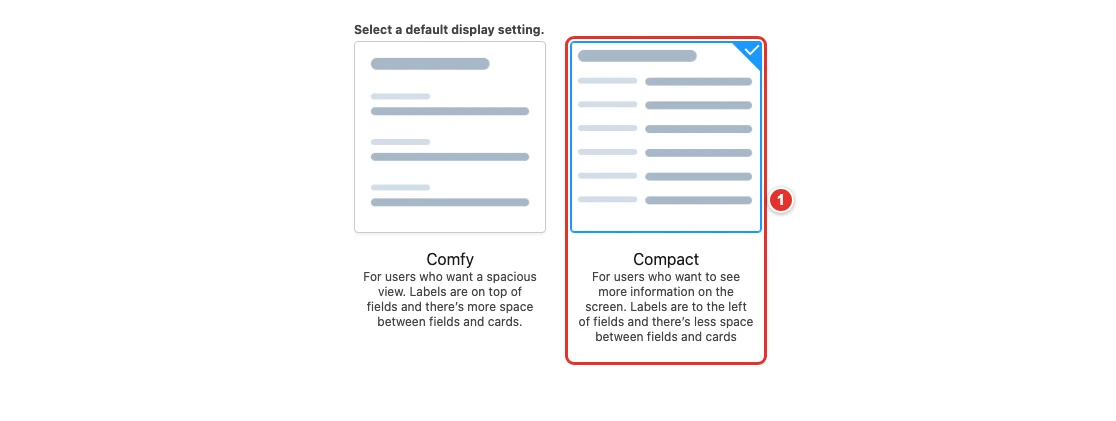 Select a default display setting.
Comfy
For users who want a spacious
view. Labels are on top of
fields and there's more space
between fields and cards.
Compact
For users who want to see
more information on the
screen. Labels are to the left
of fields and there's less space
between fields and cards
1